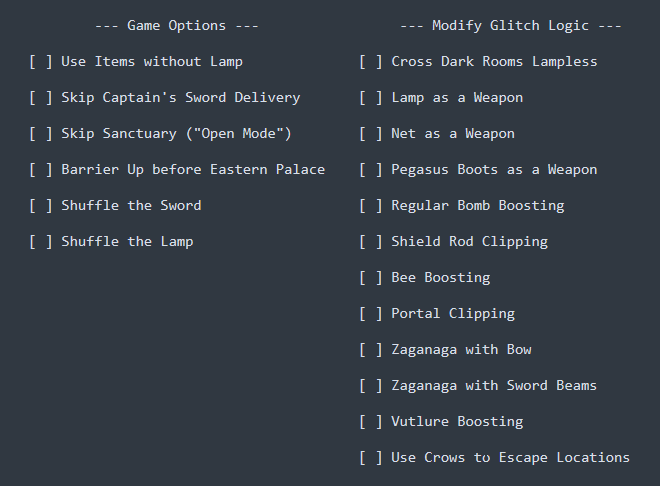 --- Game Options ---
[ ] Use Items without Lamp
[ ] Skip Captain's Sword Delivery
[ ] Skip Sanctuary ("Open Mode")
[ ] Barrier Up before Eastern Palace
[ ] Shuffle the Sword
[ ] Shuffle the Lamp
--- Modify Glitch Logic ---
[ ] Cross Dark Rooms Lampless
[ ] Lamp as a Weapon
[ ] Net as a Weapon
[ ] Pegasus Boots as a Weapon
[ ] Regular Bomb Boosting
[ ] Shield Rod Clipping
[ ] Bee Boosting
[ ] Portal Clipping
[ ] Zaganaga with Bow
[ ] Zaganaga with Sword Beams
[ ] Vutlure Boosting
[ ] Use Crows to Escape Locations